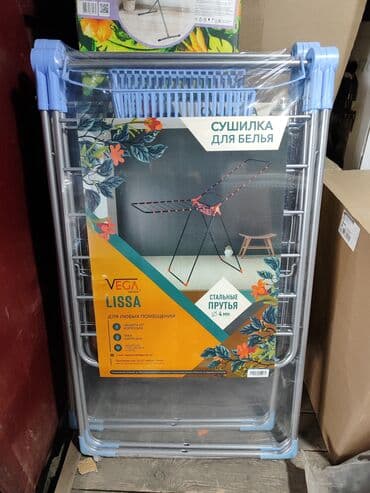 СУШИЛКА
ДЛЯ БЕЛЬЯ
VEGA
LISSA
ДЛЯ ЛЮБЫХ ПОМЕЩЕНИЙ
СТАЛЬНЫЕ
ПРУТЬЯ
∅ 4 мм